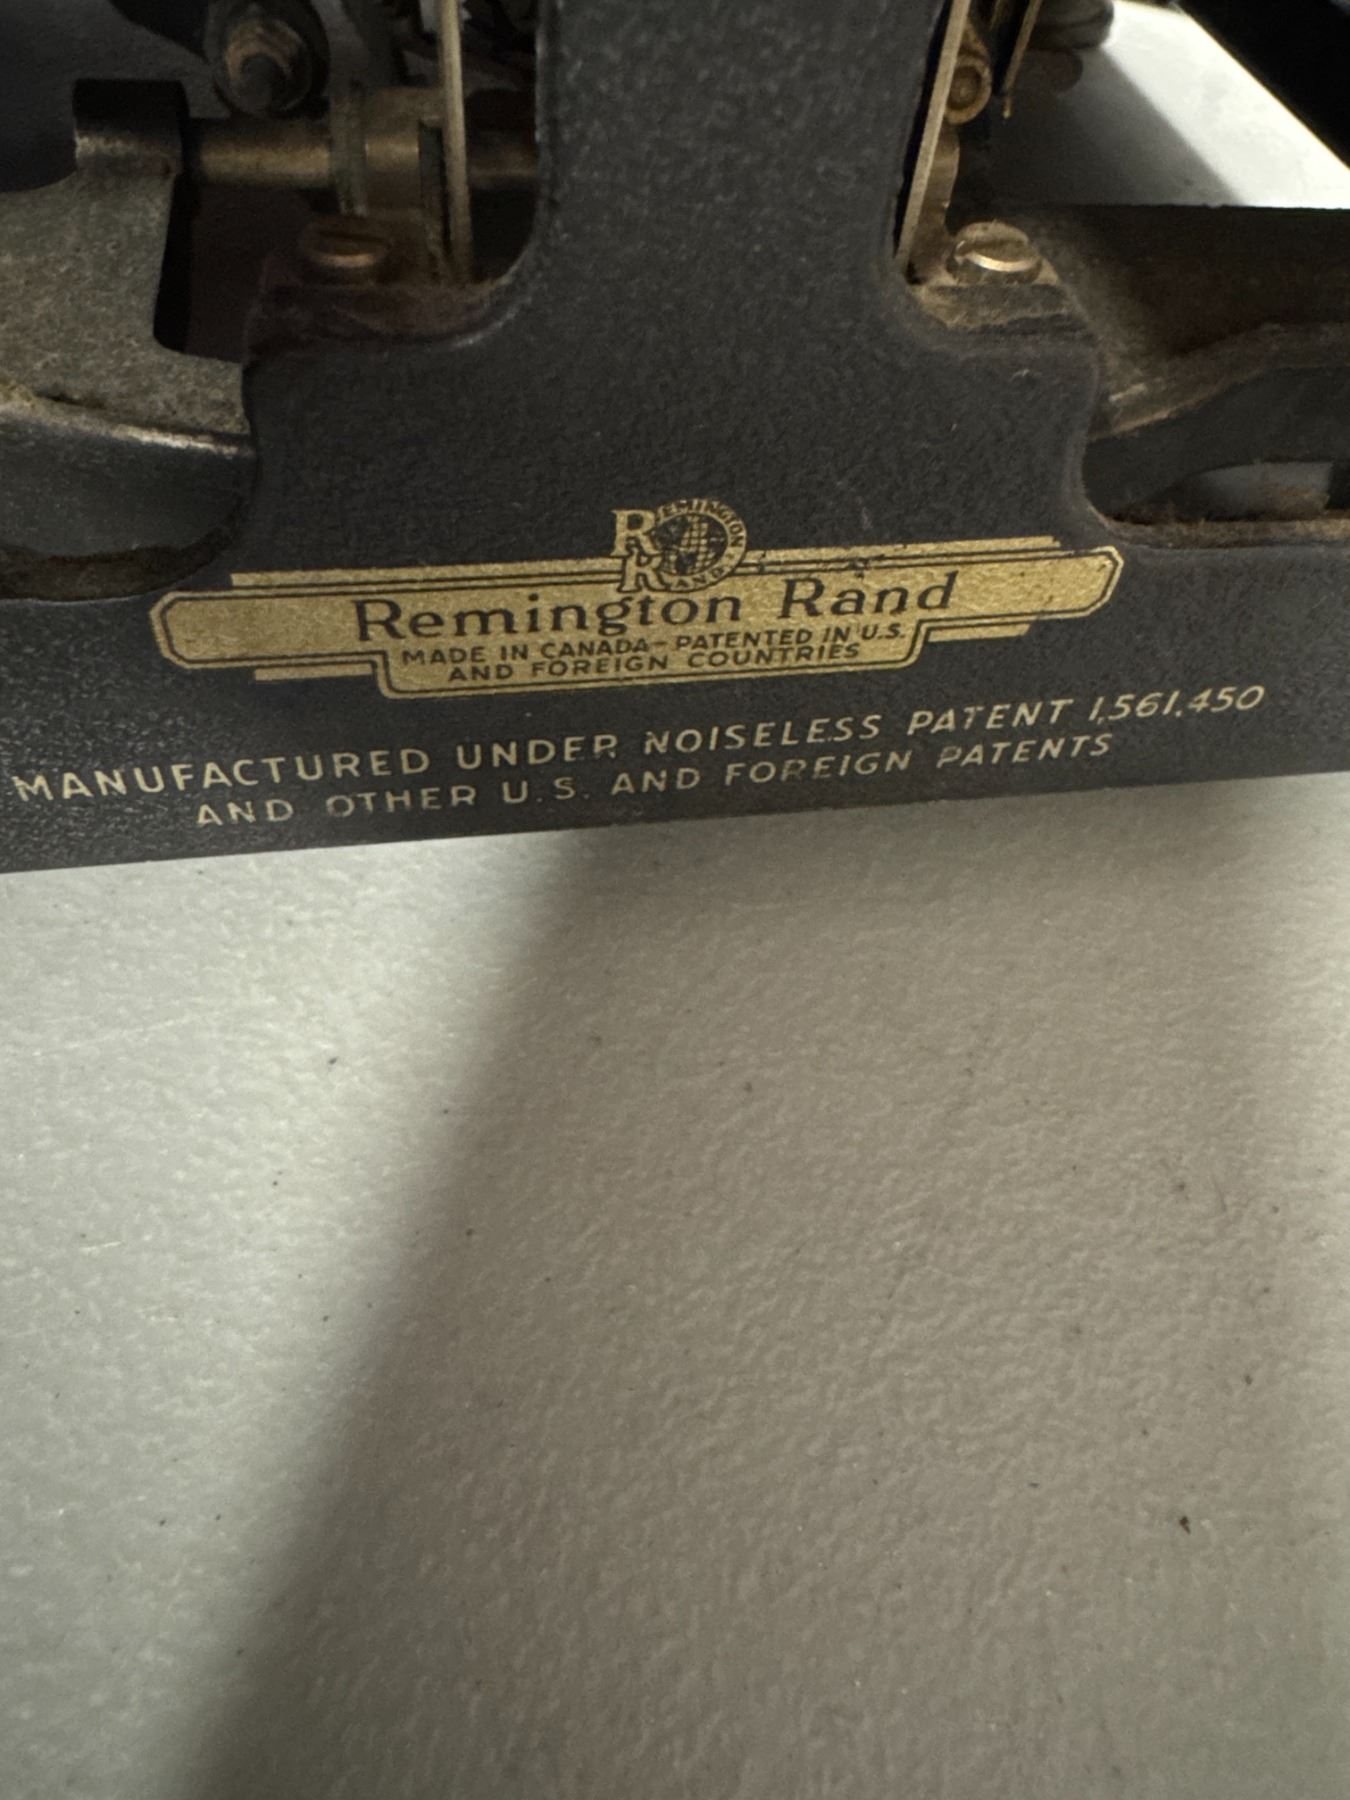 R REMINGTON
R RAND
Remington Rand
MADE IN CANADA - PATENTED IN U.S.
AND FOREIGN COUNTRIES
MANUFACTURED UNDER NOISELESS PATENT 1,561,450
AND OTHER U.S. AND FOREIGN PATENTS